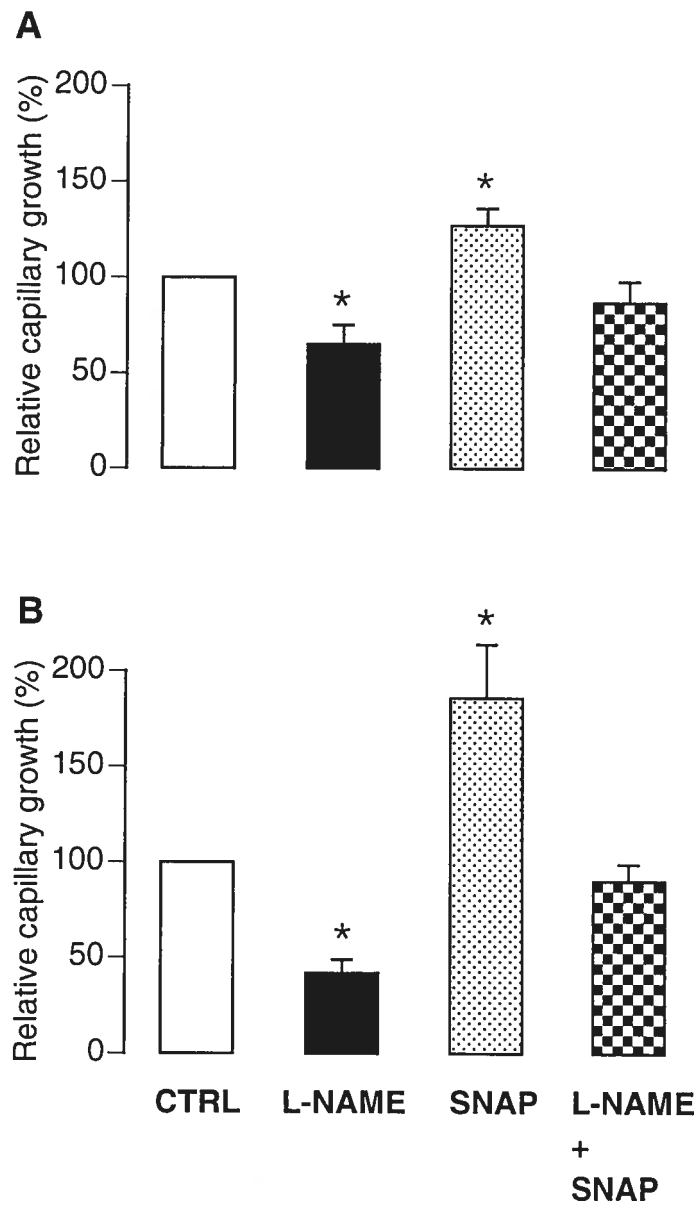 A
Relative capillary growth (%)
200
150
100
50
0
*
*
B
Relative capillary growth (%)
200
150
100
50
0
*
*
CTRL L-NAME SNAP L-NAME
+
SNAP